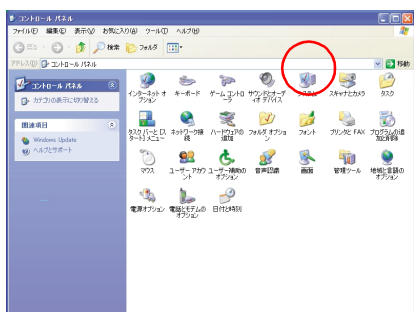 コントロール パネル
ファイル(F) 編集(E) 表示(V) お気に入り(A) ツール(T) ヘルプ(H)
戻る 検索 フォルダ
アドレス(D) コントロール パネル 移動
コントロール パネル
カテゴリの表示に切り替える
関連項目
Windows Update
ヘルプとサポート
インターネット オプション キーボード ゲーム コントローラ サウンドとオーディオ デバイス システム スキャナとカメラ タスク
タスク バーと [スタート] メニュー ネットワーク接続 ハードウェアの追加 フォルダ オプション フォント プリンタと FAX プログラムの追加と削除
マウス ユーザー アカウント ユーザー補助のオプション 音声認識 画面 管理ツール 地域と言語のオプション
電源オプション 電話とモデムのオプション 日付と時刻